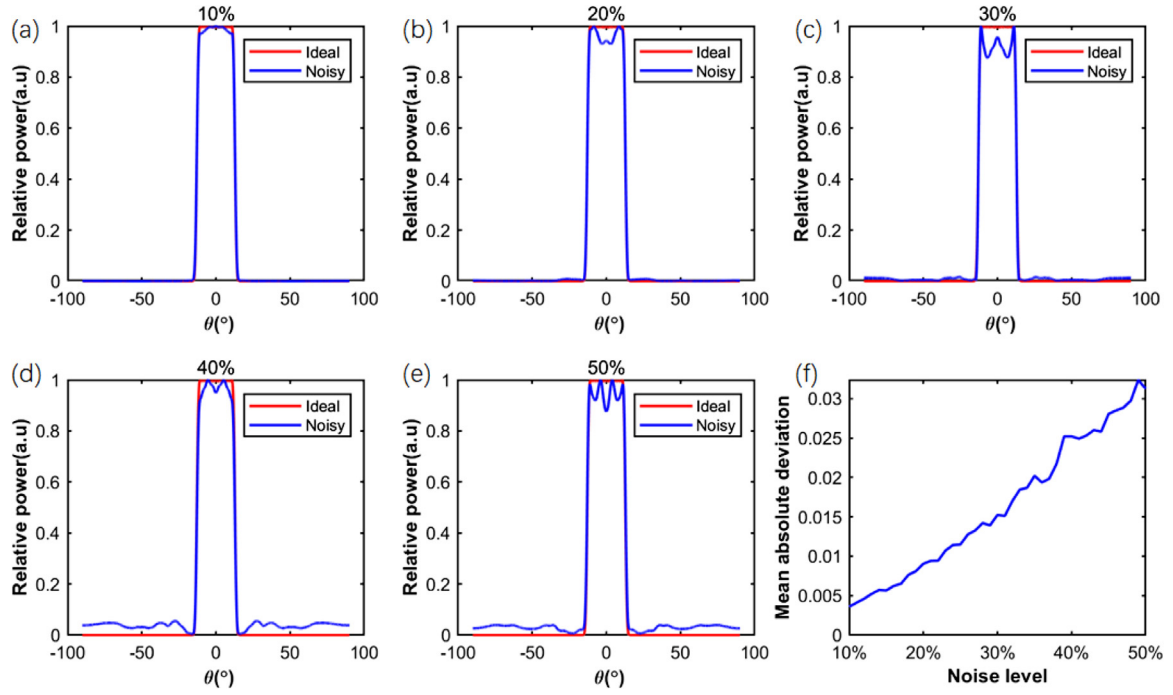 (a)
10%
Relative power(a.u)
1
0.8
0.6
0.4
0.2
0
-100
-50
0
50
100
θ(°)
Ideal
Noisy
(b)
20%
Relative power(a.u)
1
0.8
0.6
0.4
0.2
0
-100
-50
0
50
100
θ(°)
Ideal
Noisy
(c)
30%
Relative power(a.u)
1
0.8
0.6
0.4
0.2
0
-100
-50
0
50
100
θ(°)
Ideal
Noisy
(d)
40%
Relative power(a.u)
1
0.8
0.6
0.4
0.2
0
-100
-50
0
50
100
θ(°)
Ideal
Noisy
(e)
50%
Relative power(a.u)
1
0.8
0.6
0.4
0.2
0
-100
-50
0
50
100
θ(°)
Ideal
Noisy
(f)
Mean absolute deviation
0.03
0.025
0.02
0.015
0.01
0.005
0
10%
20%
30%
40%
50%
Noise level